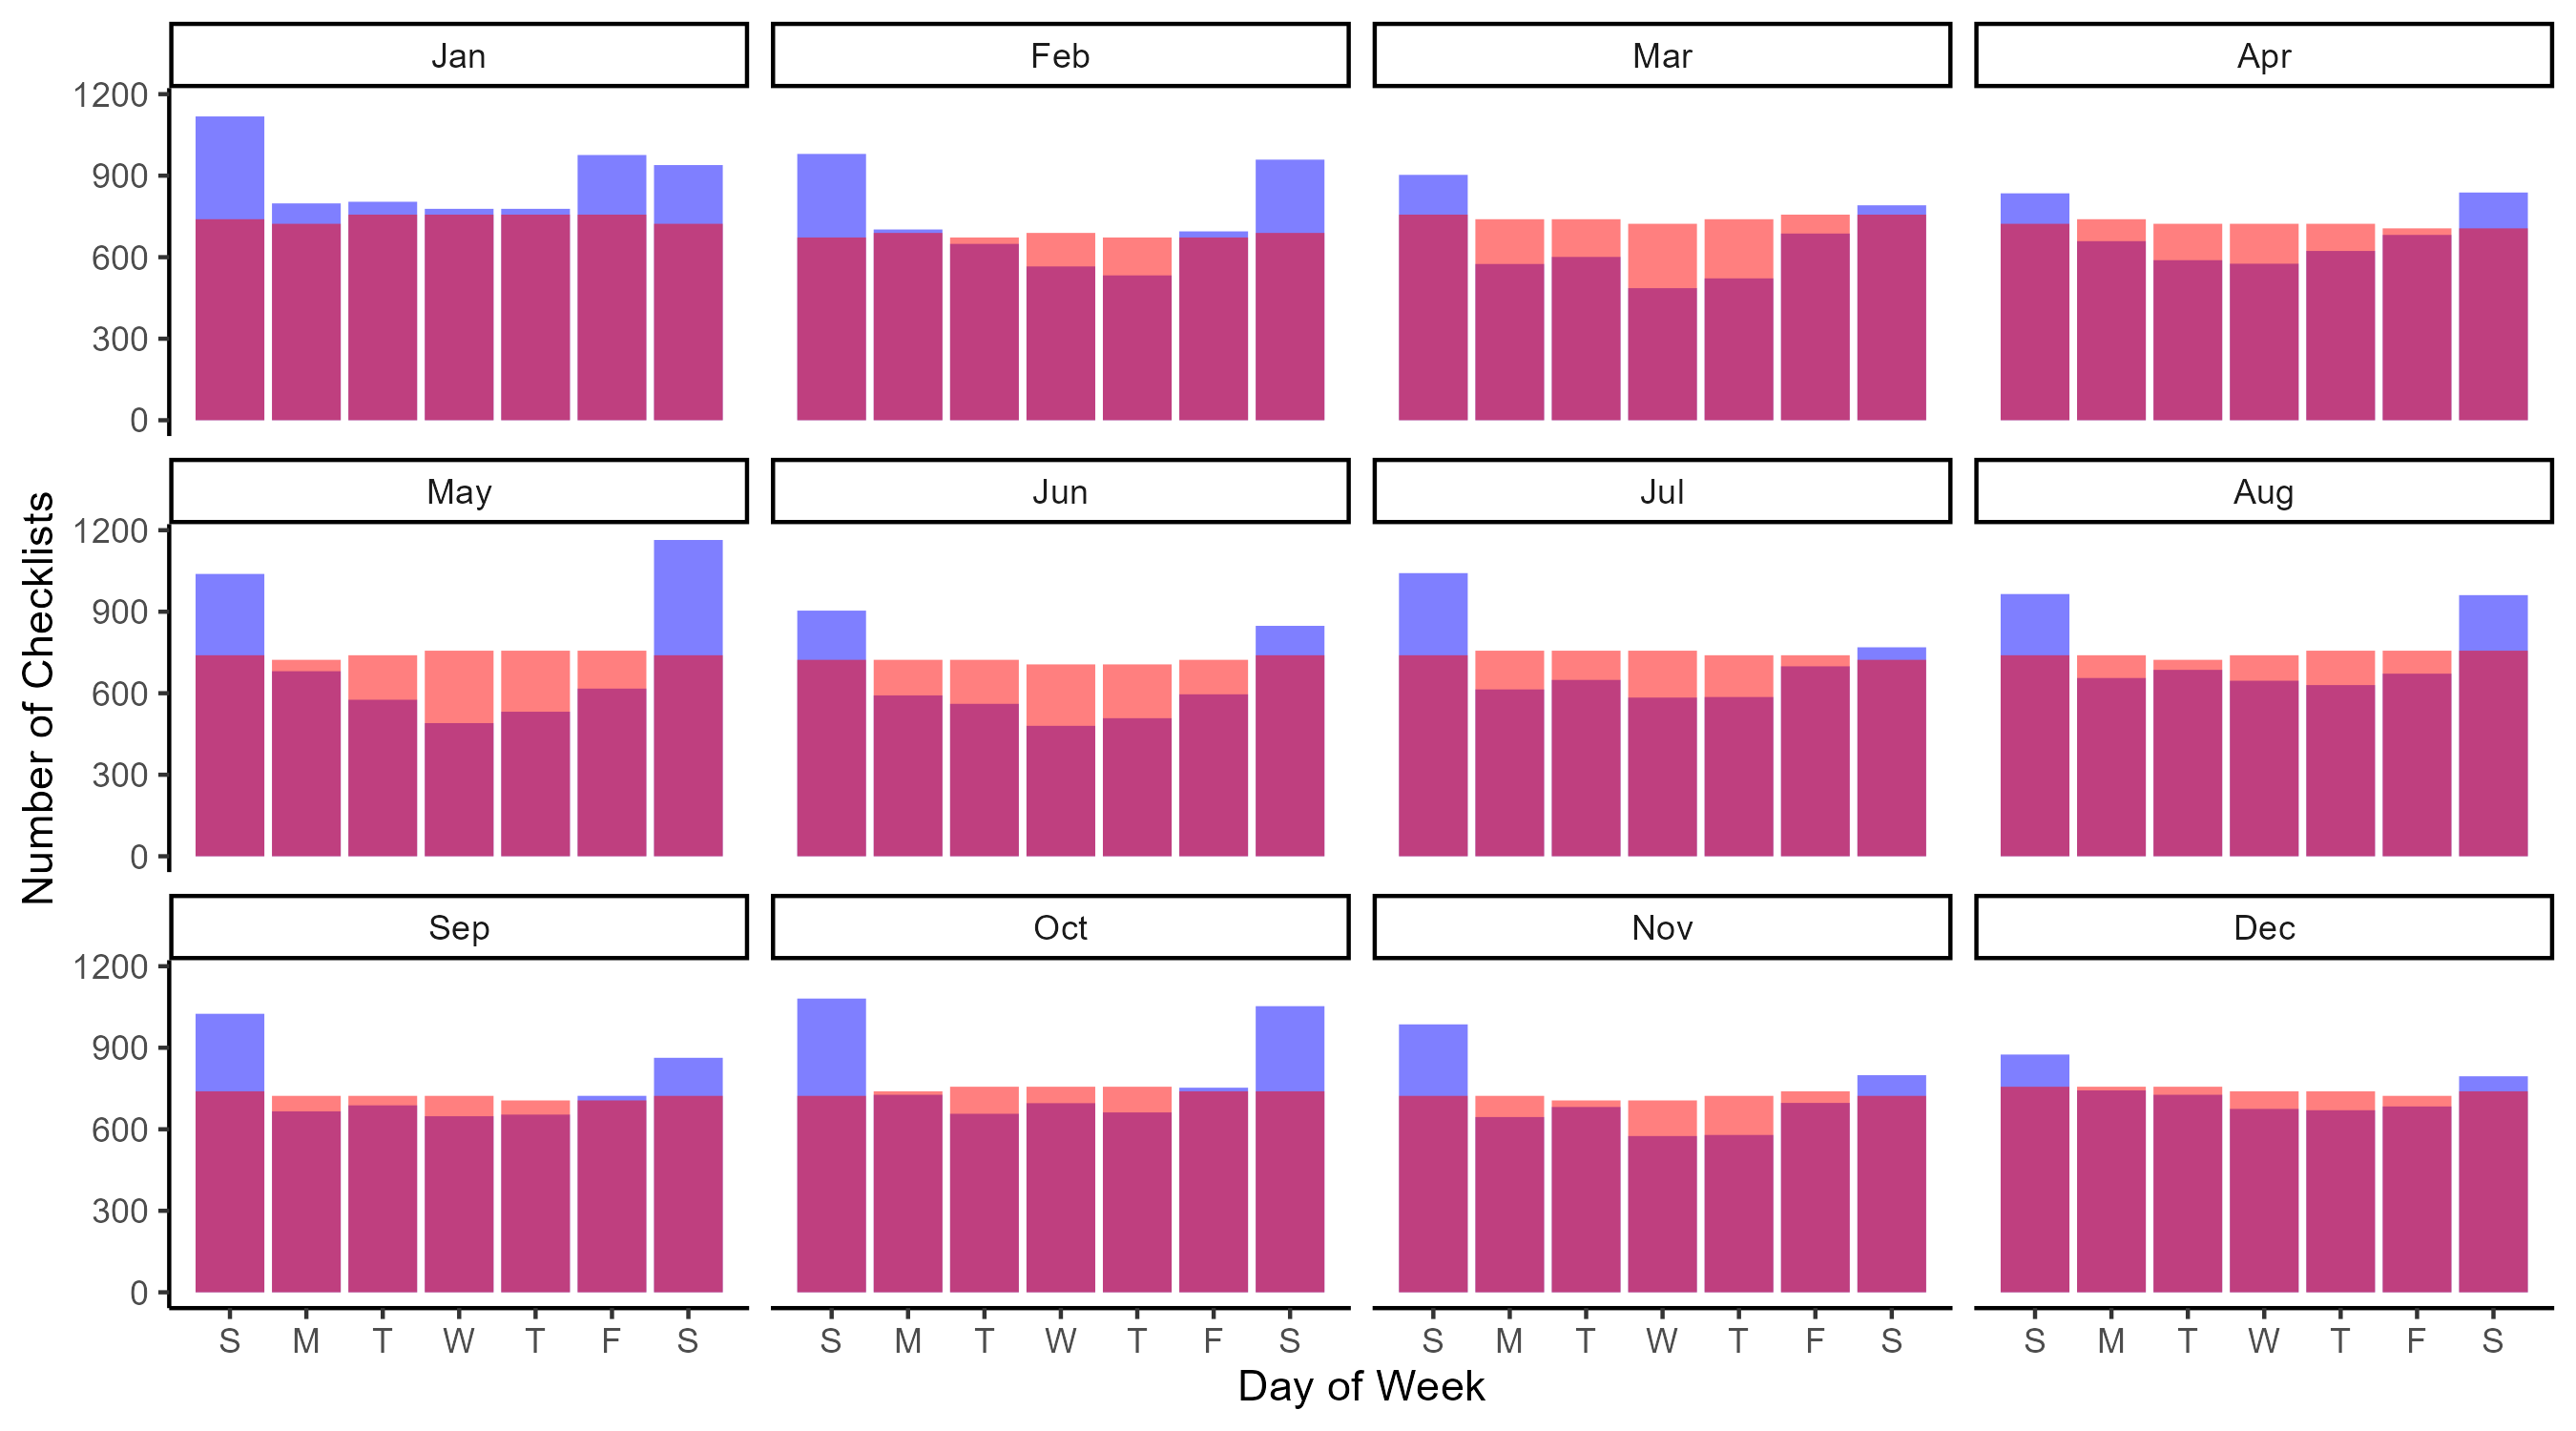 Jan Feb Mar Apr
1200
900
600
300
0
May Jun Jul Aug
1200
900
600
300
0
Number of Checklists
Sep Oct Nov Dec
1200
900
600
300
0
S M T W T F S S M T W T F S S M T W T F S S M T W T F S
Day of Week